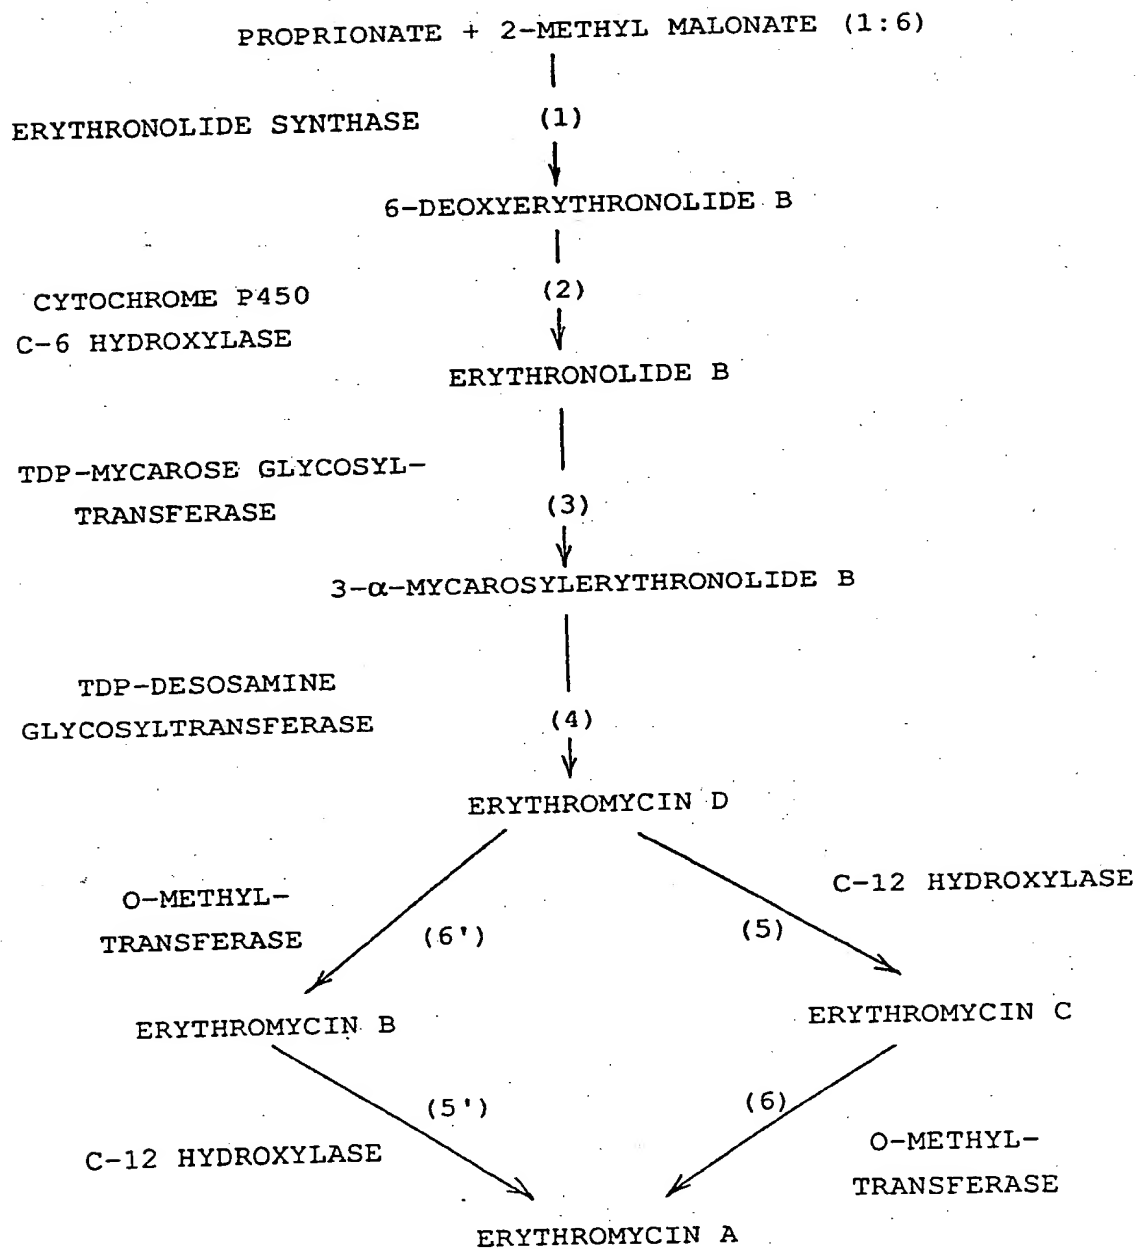 PROPRIONATE + 2-METHYL MALONATE (1:6)
ERYTHRONOLIDE SYNTHASE
(1)
6-DEOXYERYTHRONOLIDE B
CYTOCHROME P450
C-6 HYDROXYLASE
(2)
ERYTHRONOLIDE B
TDP-MYCAROSE GLYCOSYL-
TRANSFERASE
(3)
3-α-MYCAROSYLERYTHRONOLIDE B
TDP-DESOSAMINE
GLYCOSYLTRANSFERASE
(4)
ERYTHROMYCIN D
O-METHYL-
TRANSFERASE
(6')
C-12 HYDROXYLASE
(5)
ERYTHROMYCIN B
ERYTHROMYCIN C
(5')
C-12 HYDROXYLASE
(6)
O-METHYL-
TRANSFERASE
ERYTHROMYCIN A